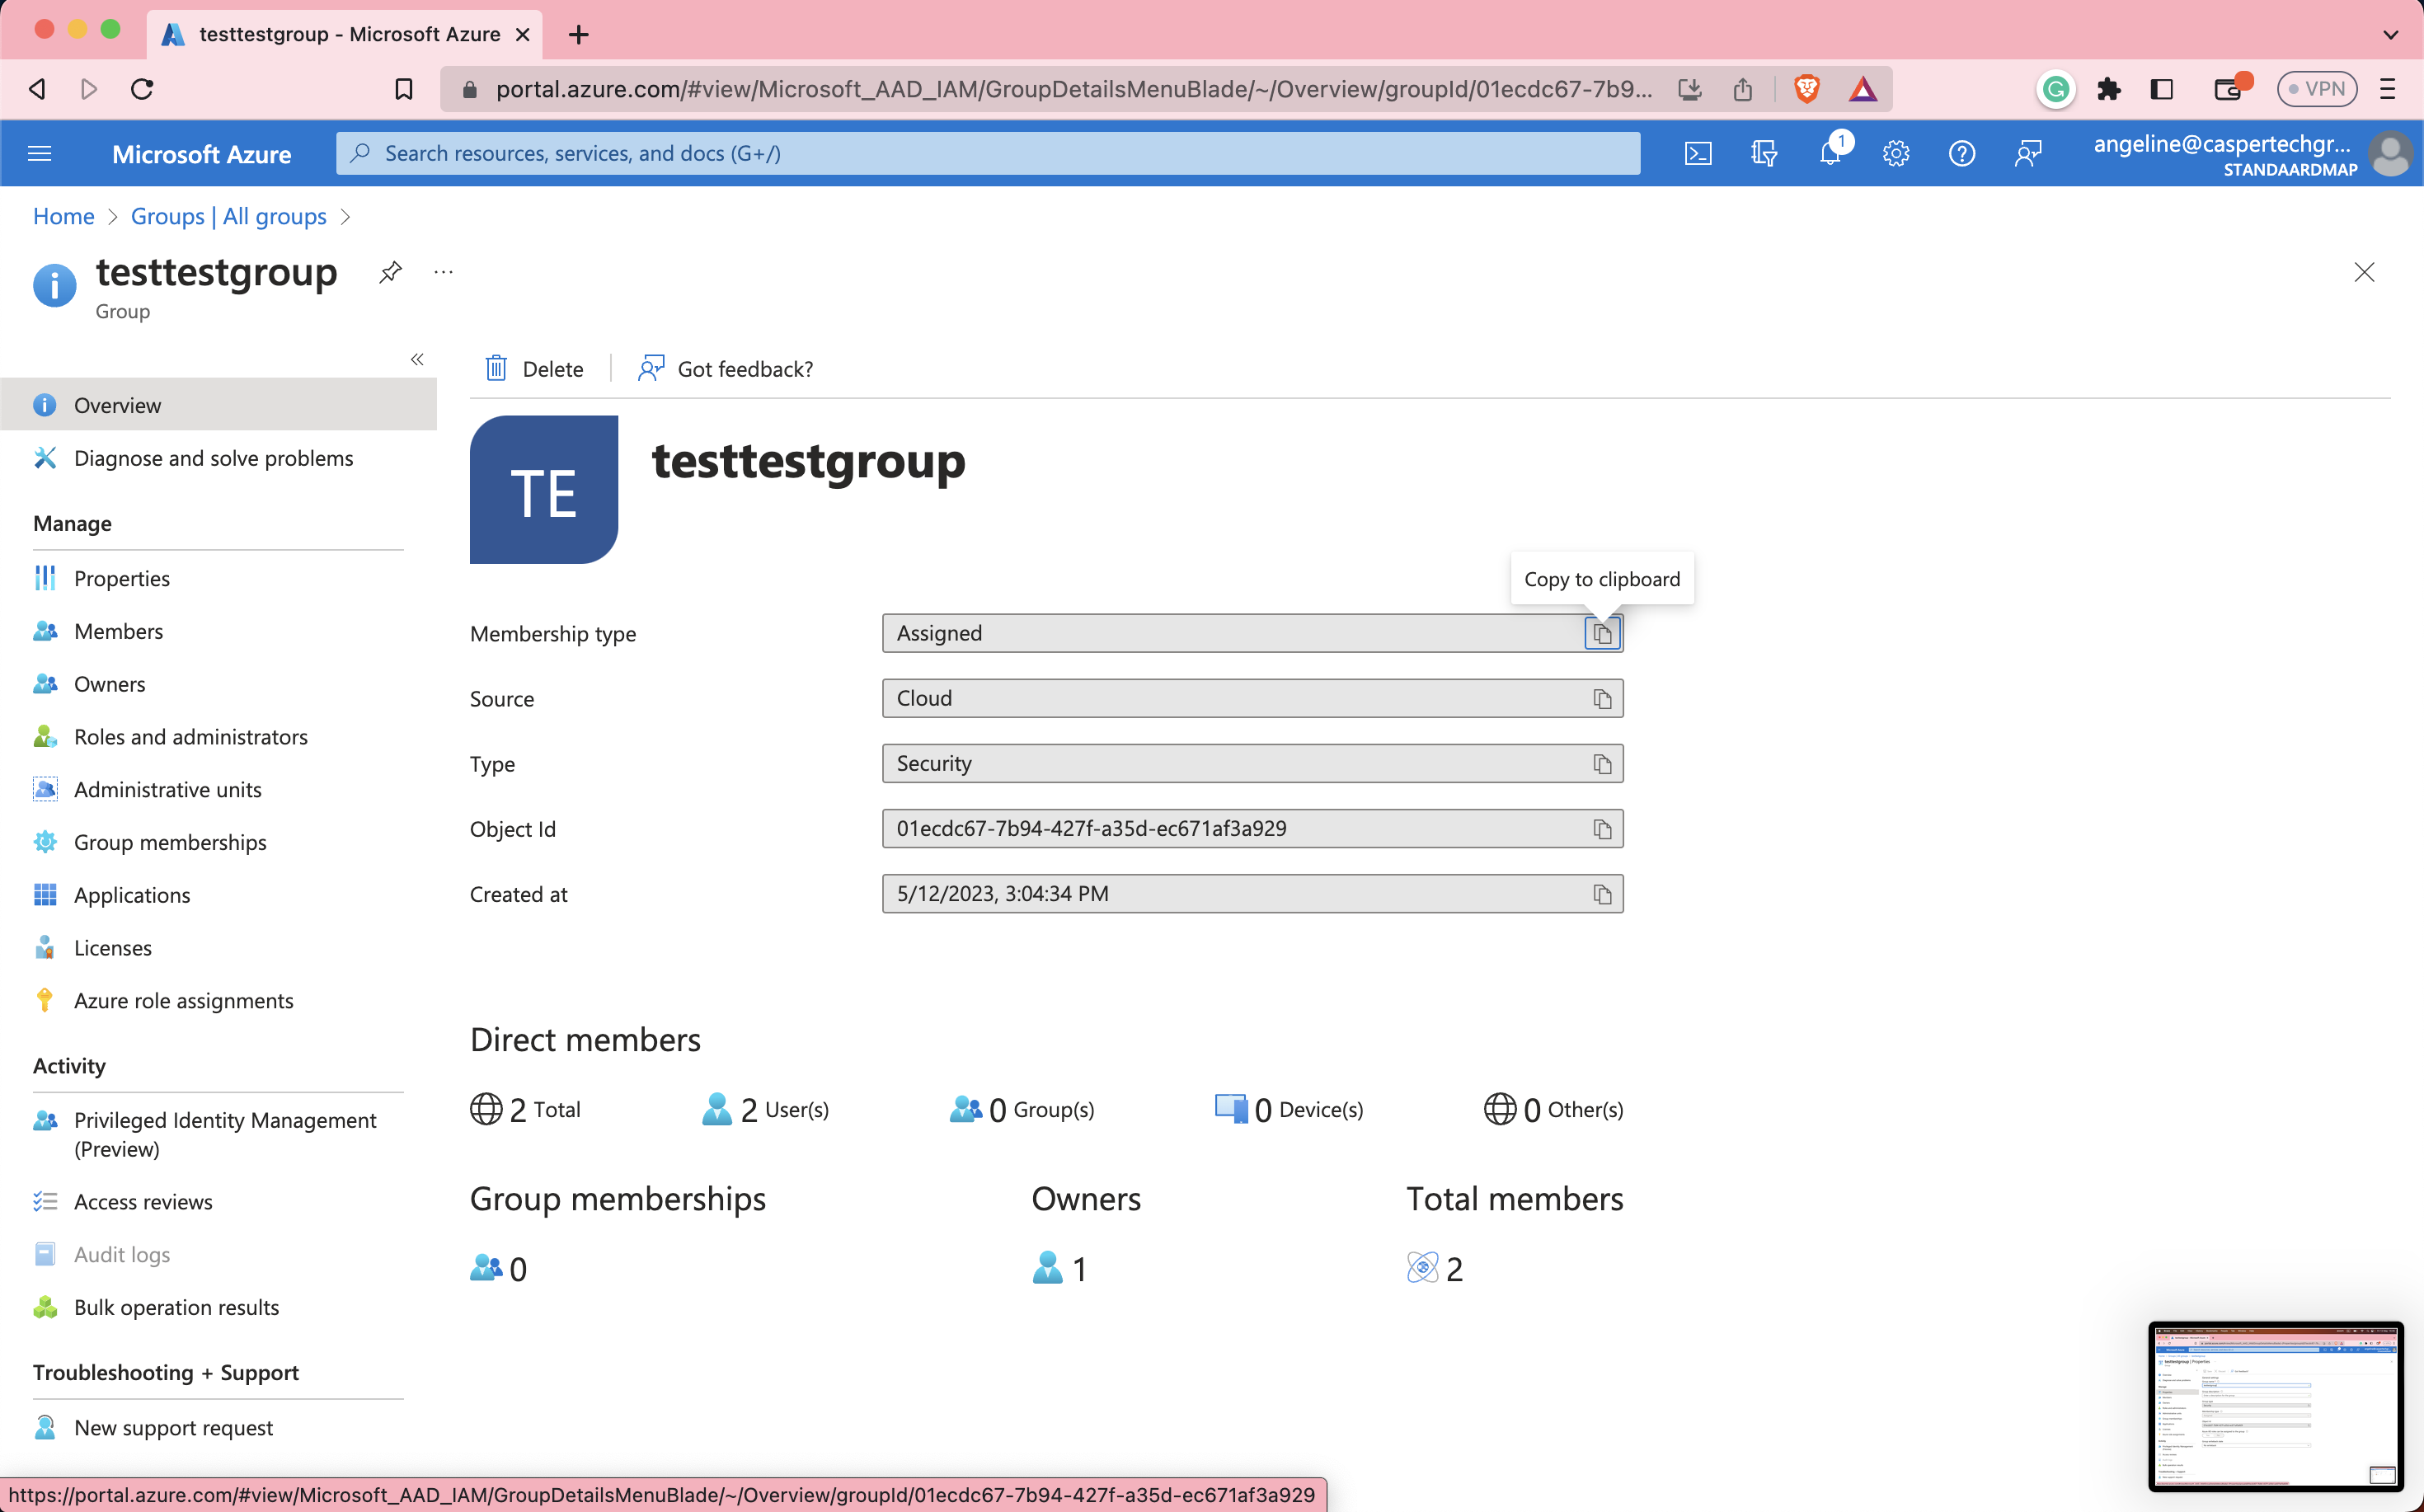 testtestgroup - Microsoft Azure
portal.azure.com/#view/Microsoft_AAD_IAM/GroupDetailsMenuBlade/~/Overview/groupId/01ecdc67-7b9...
VPN
Microsoft Azure
Search resources, services, and docs (G+/)
1
angeline@caspertechgr...
STANDAARDMAP
Home > Groups | All groups >
testtestgroup
...
Group
Delete
Got feedback?
Overview
Diagnose and solve problems
Manage
Properties
Members
Owners
Roles and administrators
Administrative units
Group memberships
Applications
Licenses
Azure role assignments
Activity
Privileged Identity Management
(Preview)
Access reviews
Audit logs
Bulk operation results
Troubleshooting + Support
New support request
TE
testtestgroup
Copy to clipboard
Membership type
Assigned
Source
Cloud
Type
Security
Object Id
01ecdc67-7b94-427f-a35d-ec671af3a929
Created at
5/12/2023, 3:04:34 PM
Direct members
2 Total
2 User(s)
0 Group(s)
0 Device(s)
0 Other(s)
Group memberships
0
Owners
1
Total members
2
https://portal.azure.com/#view/Microsoft_AAD_IAM/GroupDetailsMenuBlade/~/Overview/groupId/01ecdc67-7b94-427f-a35d-ec671af3a929